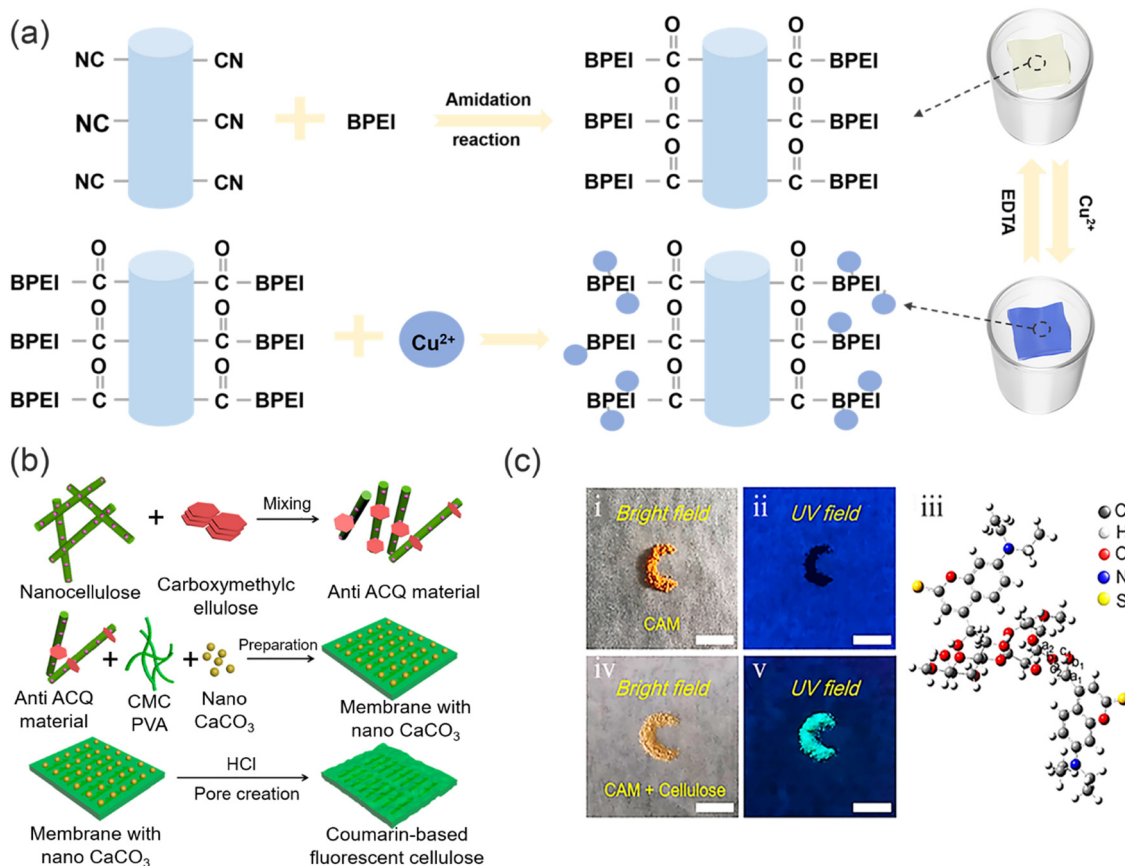 (a)
NC CN
NC CN
NC CN
BPEI
Amidation
reaction
O O
BPEI C C BPEI
O O
BPEI C C BPEI
O O
BPEI C C BPEI
EDTA
Cu²⁺
O O
BPEI C C BPEI
O O
BPEI C C BPEI
O O
BPEI C C BPEI
Cu²⁺
O O
BPEI C C BPEI
O O
BPEI C C BPEI
O O
BPEI C C BPEI
(b)
+
Mixing
Nanocellulose
Carboxymethylc
ellulose
Anti ACQ material
+ +
Preparation
Anti ACQ
material
CMC
PVA
Nano
CaCO₃
Membrane with
nano CaCO₃
HCl
Pore creation
Membrane with
nano CaCO₃
Coumarin-based
fluorescent cellulose
(c)
i
Bright field
CAM
ii
UV field
iii
C
H
O
N
S
iv
Bright field
CAM + Cellulose
v
UV field